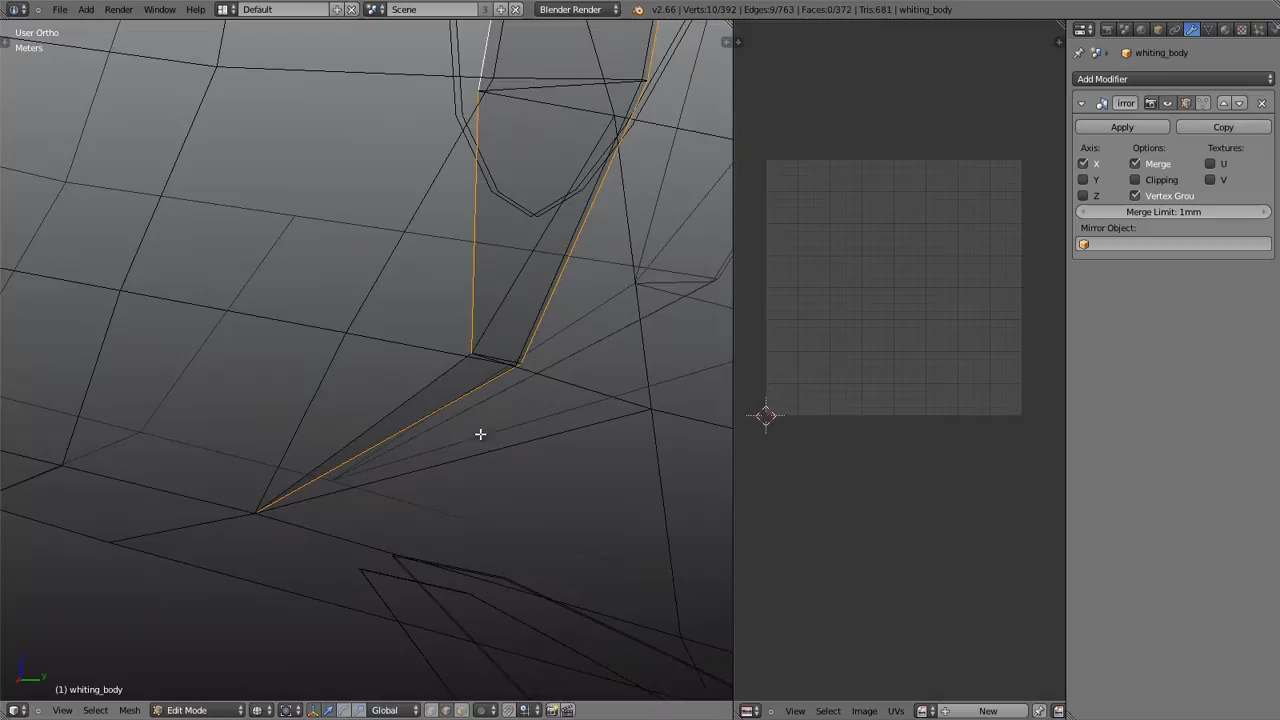 File Add Render Window Help Default Scene 3 Blender Render v2.66 | Verts:10/392 | Edges:9/763 | Faces:0/372 | Tris:681 | whiting_body
User Ortho
Meters
whiting_body
Add Modifier
irror
Apply Copy
Axis: Options: Textures:
X Merge U
Y Clipping V
Z Vertex Grou
Merge Limit: 1mm
Mirror Object:
y
(1) whiting_body
View Select Mesh Edit Mode Global View Select Image UVs New